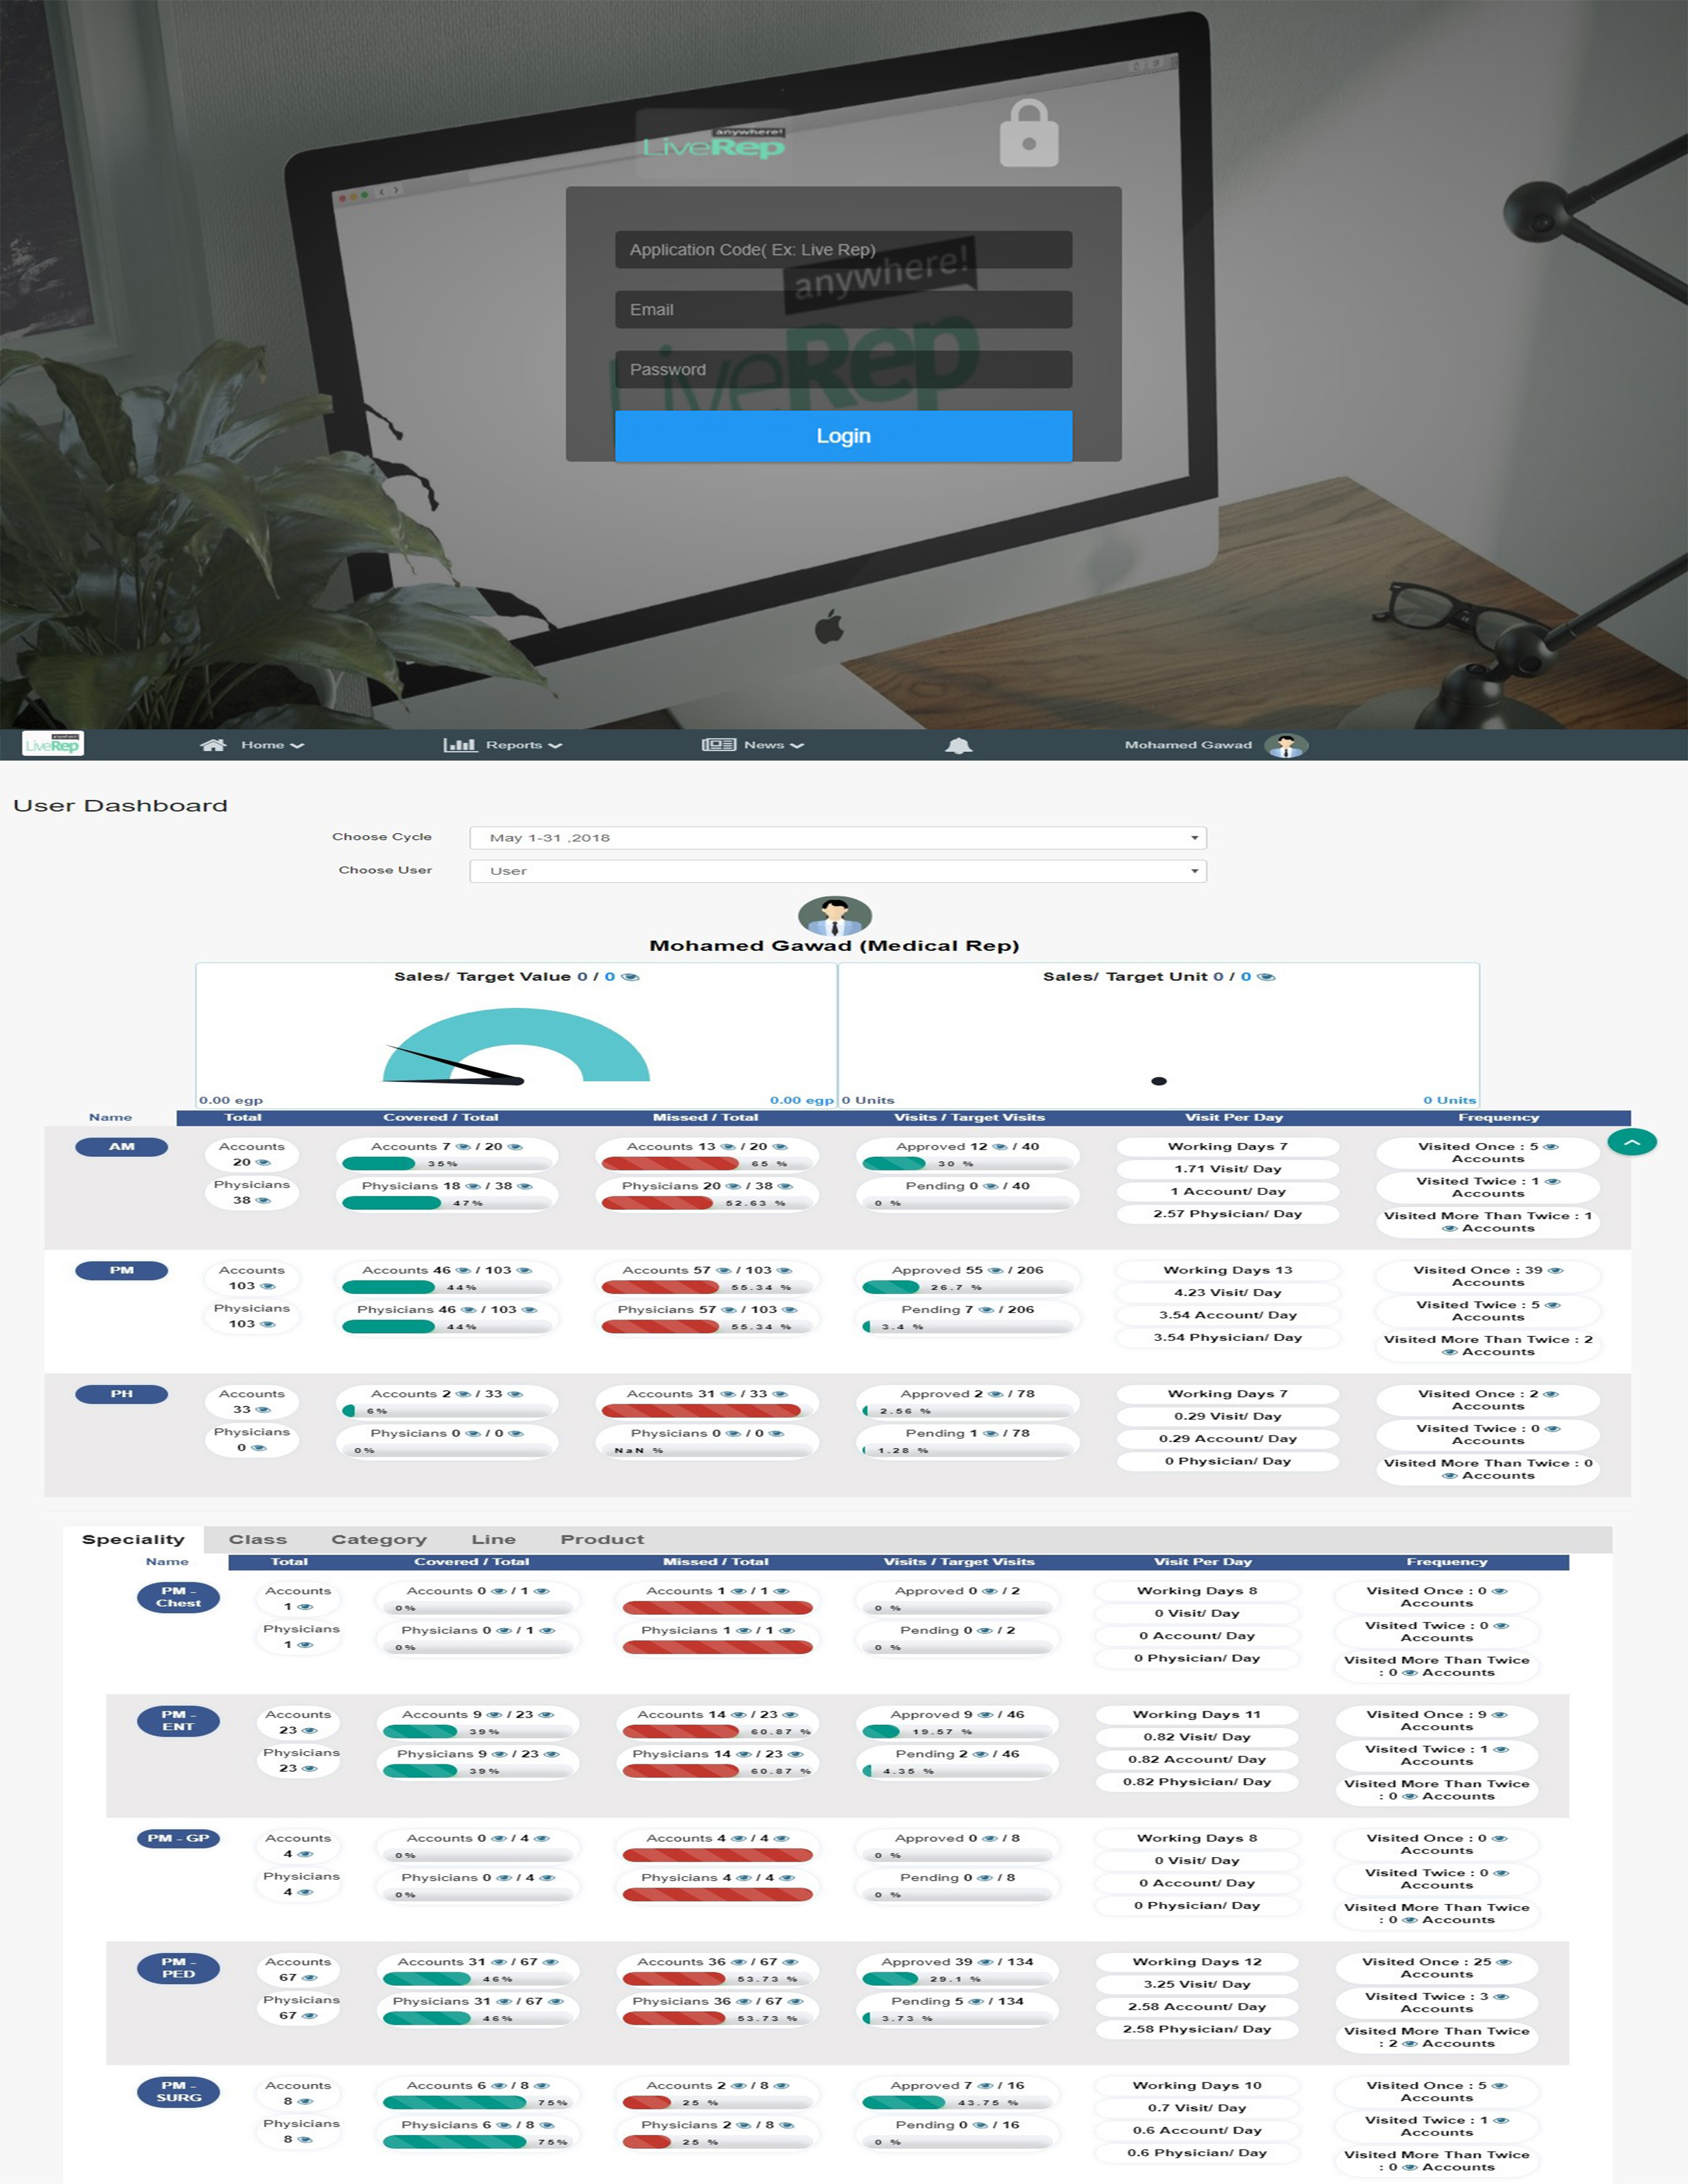 anywhere!
LiveRep
Application Code( Ex: Live Rep)
anywhere!
Email
LiveRep
Password
Login
LiveRep
Home
Reports
News
Mohamed Gawad
User Dashboard
Choose Cycle
May 1-31 ,2018
Choose User
User
Mohamed Gawad (Medical Rep)
Sales/ Target Value 0 / 0
Sales/ Target Unit 0 / 0
0.00 egp
0.00 egp
0 Units
0 Units
Name Total Covered / Total Missed / Total Visits / Target Visits Visit Per Day Frequency
AM
Accounts
20
Physicians
38
Accounts 7 / 20
35%
Physicians 18 / 38
47%
Accounts 13 / 20
65 %
Physicians 20 / 38
52.63 %
Approved 12 / 40
30 %
Pending 0 / 40
0 %
Working Days 7
1.71 Visit/ Day
1 Account/ Day
2.57 Physician/ Day
Visited Once : 5
Accounts
Visited Twice : 1
Accounts
Visited More Than Twice : 1
Accounts
PM
Accounts
103
Physicians
103
Accounts 46 / 103
44%
Physicians 46 / 103
44%
Accounts 57 / 103
55.34 %
Physicians 57 / 103
55.34 %
Approved 55 / 206
26.7 %
Pending 7 / 206
3.4 %
Working Days 13
4.23 Visit/ Day
3.54 Account/ Day
3.54 Physician/ Day
Visited Once : 39
Accounts
Visited Twice : 5
Accounts
Visited More Than Twice : 2
Accounts
PH
Accounts
33
Physicians
0
Accounts 2 / 33
6%
Physicians 0 / 0
0%
Accounts 31 / 33
Physicians 0 / 0
NaN %
Approved 2 / 78
2.56 %
Pending 1 / 78
1.28 %
Working Days 7
0.29 Visit/ Day
0.29 Account/ Day
0 Physician/ Day
Visited Once : 2
Accounts
Visited Twice : 0
Accounts
Visited More Than Twice : 0
Accounts
Speciality Class Category Line Product
Name Total Covered / Total Missed / Total Visits / Target Visits Visit Per Day Frequency
PM -
Chest
Accounts
1
Physicians
1
Accounts 0 / 1
0%
Physicians 0 / 1
0%
Accounts 1 / 1
Physicians 1 / 1
Approved 0 / 2
0 %
Pending 0 / 2
0 %
Working Days 8
0 Visit/ Day
0 Account/ Day
0 Physician/ Day
Visited Once : 0
Accounts
Visited Twice : 0
Accounts
Visited More Than Twice
: 0 Accounts
PM -
ENT
Accounts
23
Physicians
23
Accounts 9 / 23
39%
Physicians 9 / 23
39%
Accounts 14 / 23
60.87 %
Physicians 14 / 23
60.87 %
Approved 9 / 46
19.57 %
Pending 2 / 46
4.35 %
Working Days 11
0.82 Visit/ Day
0.82 Account/ Day
0.82 Physician/ Day
Visited Once : 9
Accounts
Visited Twice : 1
Accounts
Visited More Than Twice
: 0 Accounts
PM - GP
Accounts
4
Physicians
4
Accounts 0 / 4
0%
Physicians 0 / 4
0%
Accounts 4 / 4
Physicians 4 / 4
Approved 0 / 8
0 %
Pending 0 / 8
0 %
Working Days 8
0 Visit/ Day
0 Account/ Day
0 Physician/ Day
Visited Once : 0
Accounts
Visited Twice : 0
Accounts
Visited More Than Twice
: 0 Accounts
PM -
PED
Accounts
67
Physicians
67
Accounts 31 / 67
46%
Physicians 31 / 67
46%
Accounts 36 / 67
53.73 %
Physicians 36 / 67
53.73 %
Approved 39 / 134
29.1 %
Pending 5 / 134
3.73 %
Working Days 12
3.25 Visit/ Day
2.58 Account/ Day
2.58 Physician/ Day
Visited Once : 25
Accounts
Visited Twice : 3
Accounts
Visited More Than Twice
: 2 Accounts
PM -
SURG
Accounts
8
Physicians
8
Accounts 6 / 8
75%
Physicians 6 / 8
75%
Accounts 2 / 8
25 %
Physicians 2 / 8
25 %
Approved 7 / 16
43.75 %
Pending 0 / 16
0 %
Working Days 10
0.7 Visit/ Day
0.6 Account/ Day
0.6 Physician/ Day
Visited Once : 5
Accounts
Visited Twice : 1
Accounts
Visited More Than Twice
: 0 Accounts